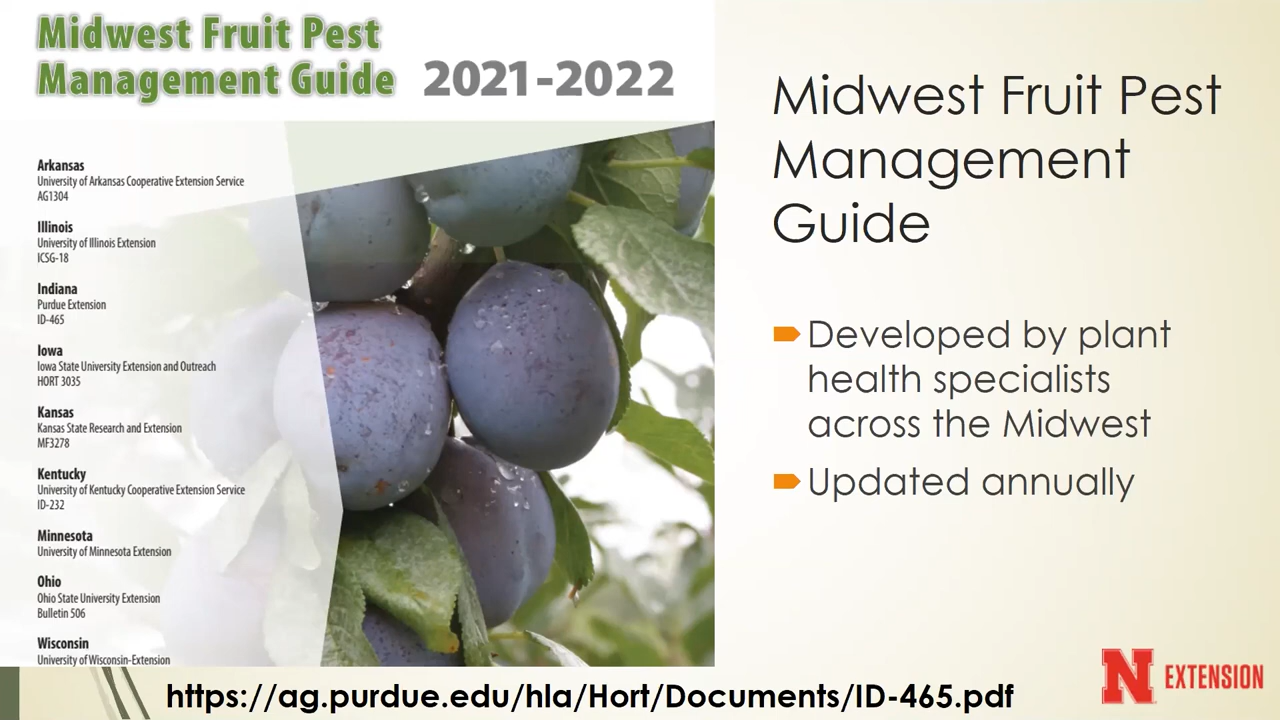 Midwest Fruit Pest
Management Guide 2021-2022
Arkansas
University of Arkansas Cooperative Extension Service
AG1304
Illinois
University of Illinois Extension
ICSG-18
Indiana
Purdue Extension
ID-465
Iowa
Iowa State University Extension and Outreach
HORT 3035
Kansas
Kansas State Research and Extension
MF3278
Kentucky
University of Kentucky Cooperative Extension Service
ID-232
Minnesota
University of Minnesota Extension
Ohio
Ohio State University Extension
Bulletin 506
Wisconsin
University of Wisconsin-Extension
Midwest Fruit Pest
Management
Guide
Developed by plant
health specialists
across the Midwest
Updated annually
https://ag.purdue.edu/hla/Hort/Documents/ID-465.pdf
N EXTENSION